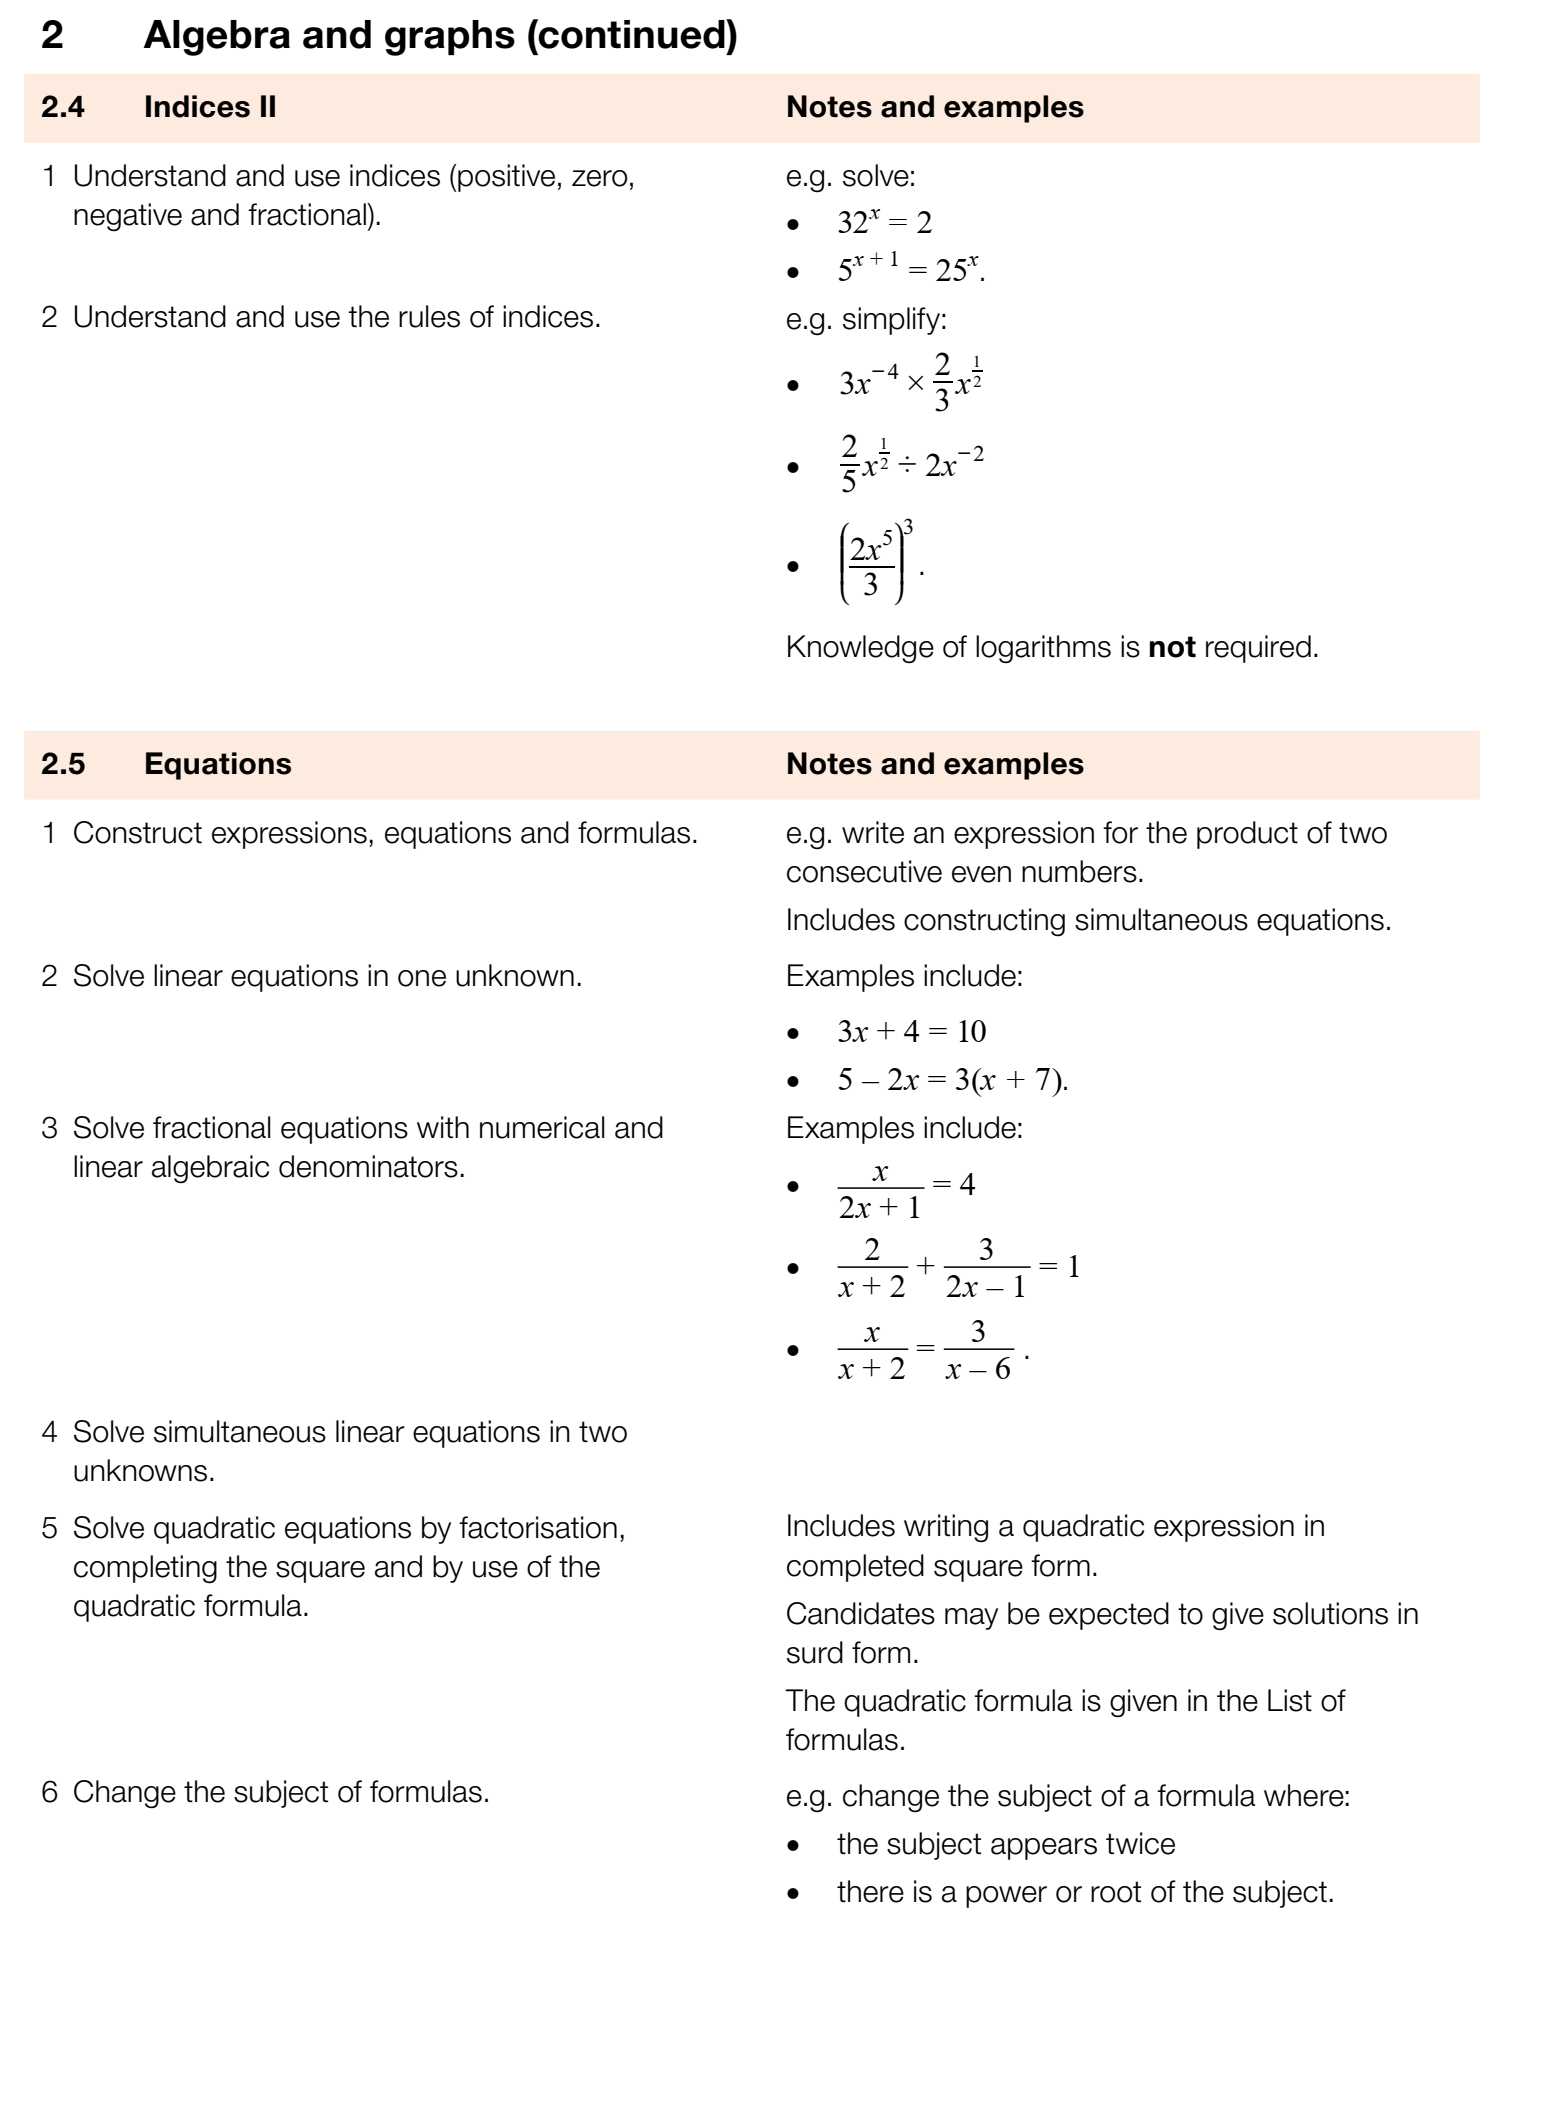 2 Algebra and graphs (continued)
2.4 Indices II Notes and examples
1 Understand and use indices (positive, zero,
negative and fractional).
e.g. solve:
• 32^x = 2
• 5^(x + 1) = 25^x.
2 Understand and use the rules of indices.
e.g. simplify:
• 3x^(−4) × 2/3 x^(1/2)
• 2/5 x^(1/2) ÷ 2x^(−2)
• (2x^5/3)^3.
Knowledge of logarithms is not required.
2.5 Equations Notes and examples
1 Construct expressions, equations and formulas.
e.g. write an expression for the product of two
consecutive even numbers.
Includes constructing simultaneous equations.
2 Solve linear equations in one unknown.
Examples include:
• 3x + 4 = 10
• 5 – 2x = 3(x + 7).
3 Solve fractional equations with numerical and
linear algebraic denominators.
Examples include:
• x/(2x + 1) = 4
• 2/(x + 2) + 3/(2x – 1) = 1
• x/(x + 2) = 3/(x – 6).
4 Solve simultaneous linear equations in two
unknowns.
5 Solve quadratic equations by factorisation,
completing the square and by use of the
quadratic formula.
Includes writing a quadratic expression in
completed square form.
Candidates may be expected to give solutions in
surd form.
The quadratic formula is given in the List of
formulas.
6 Change the subject of formulas.
e.g. change the subject of a formula where:
• the subject appears twice
• there is a power or root of the subject.